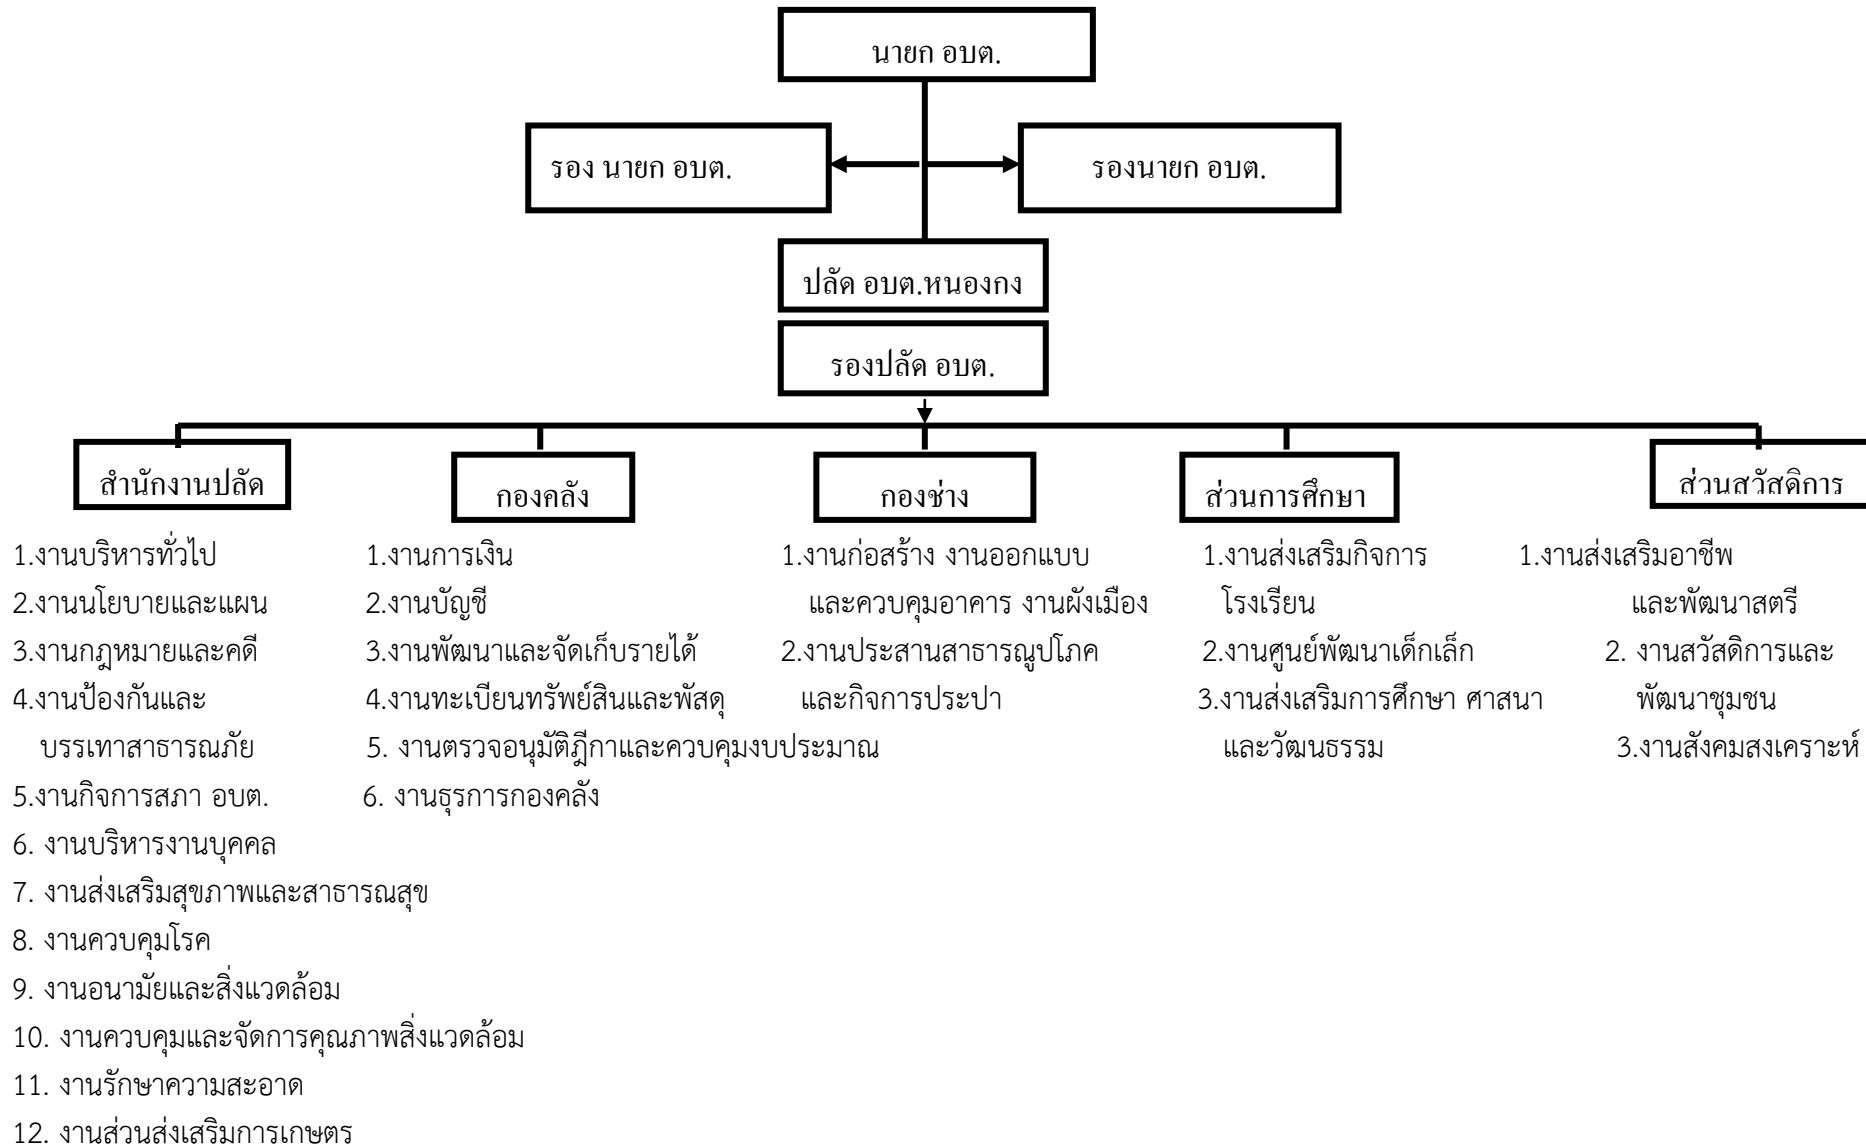 นายก อบต.
รอง นายก อบต.
รองนายก อบต.
ปลัด อบต.หนองกง
รองปลัด อบต.
สำนักงานปลัด
กองคลัง
กองช่าง
ส่วนการศึกษา
ส่วนสวัสดิการ
1.งานบริหารทั่วไป
2.งานนโยบายและแผน
3.งานกฎหมายและคดี
4.งานป้องกันและ
บรรเทาสาธารณภัย
5.งานกิจการสภา อบต.
6. งานบริหารงานบุคคล
7. งานส่งเสริมสุขภาพและสาธารณสุข
8. งานควบคุมโรค
9. งานอนามัยและสิ่งแวดล้อม
10. งานควบคุมและจัดการคุณภาพสิ่งแวดล้อม
11. งานรักษาความสะอาด
12. งานส่วนส่งเสริมการเกษตร
1.งานการเงิน
2.งานบัญชี
3.งานพัฒนาและจัดเก็บรายได้
4.งานทะเบียนทรัพย์สินและพัสดุ
5. งานตรวจอนุมัติฎีกาและควบคุมงบประมาณ
6. งานธุรการกองคลัง
1.งานก่อสร้าง งานออกแบบ
และควบคุมอาคาร งานผังเมือง
2.งานประสานสาธารณูปโภค
และกิจการประปา
1.งานส่งเสริมกิจการ
โรงเรียน
2.งานศูนย์พัฒนาเด็กเล็ก
3.งานส่งเสริมการศึกษา ศาสนา
และวัฒนธรรม
1.งานส่งเสริมอาชีพ
และพัฒนาสตรี
2. งานสวัสดิการและ
พัฒนาชุมชน
3.งานสังคมสงเคราะห์